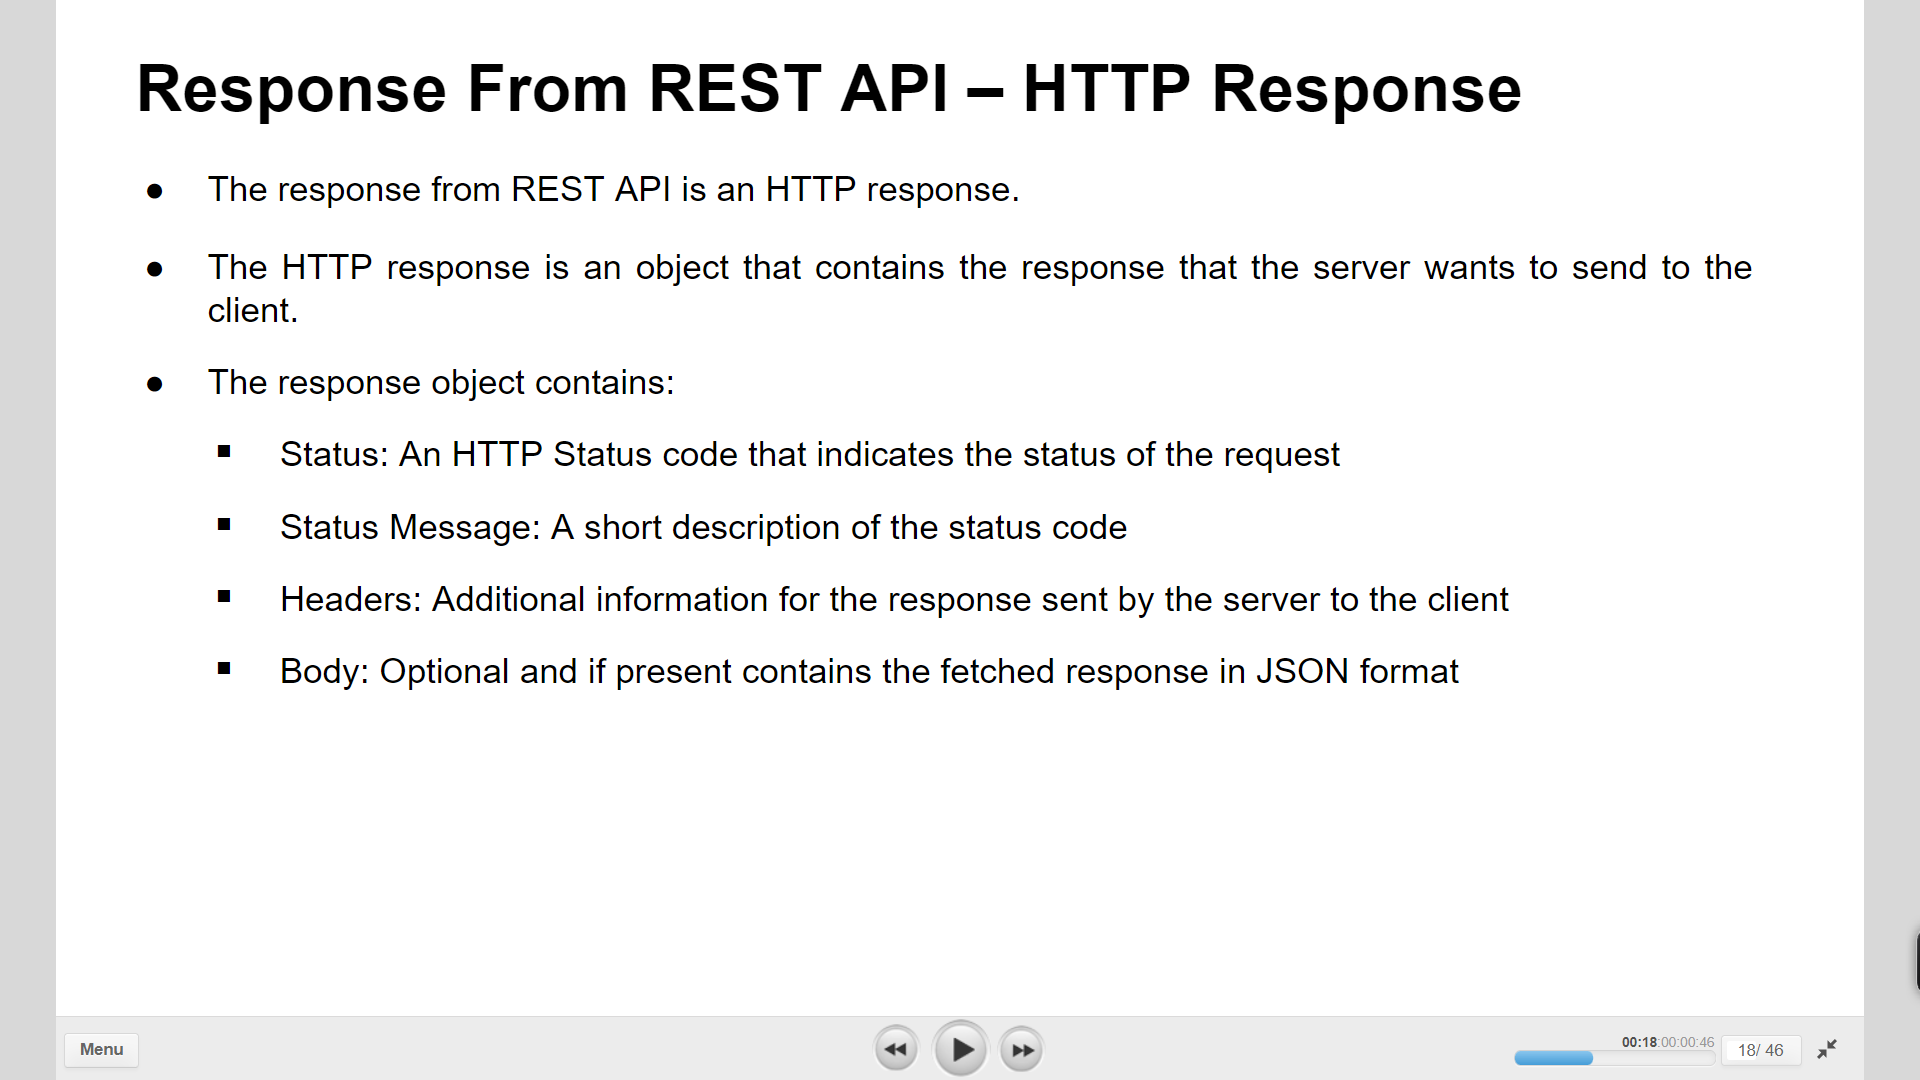 Response From REST API – HTTP Response
● The response from REST API is an HTTP response.
● The HTTP response is an object that contains the response that the server wants to send to the
client.
● The response object contains:
▪ Status: An HTTP Status code that indicates the status of the request
▪ Status Message: A short description of the status code
▪ Headers: Additional information for the response sent by the server to the client
▪ Body: Optional and if present contains the fetched response in JSON format
Menu
00:18:00:00:46
18/ 46